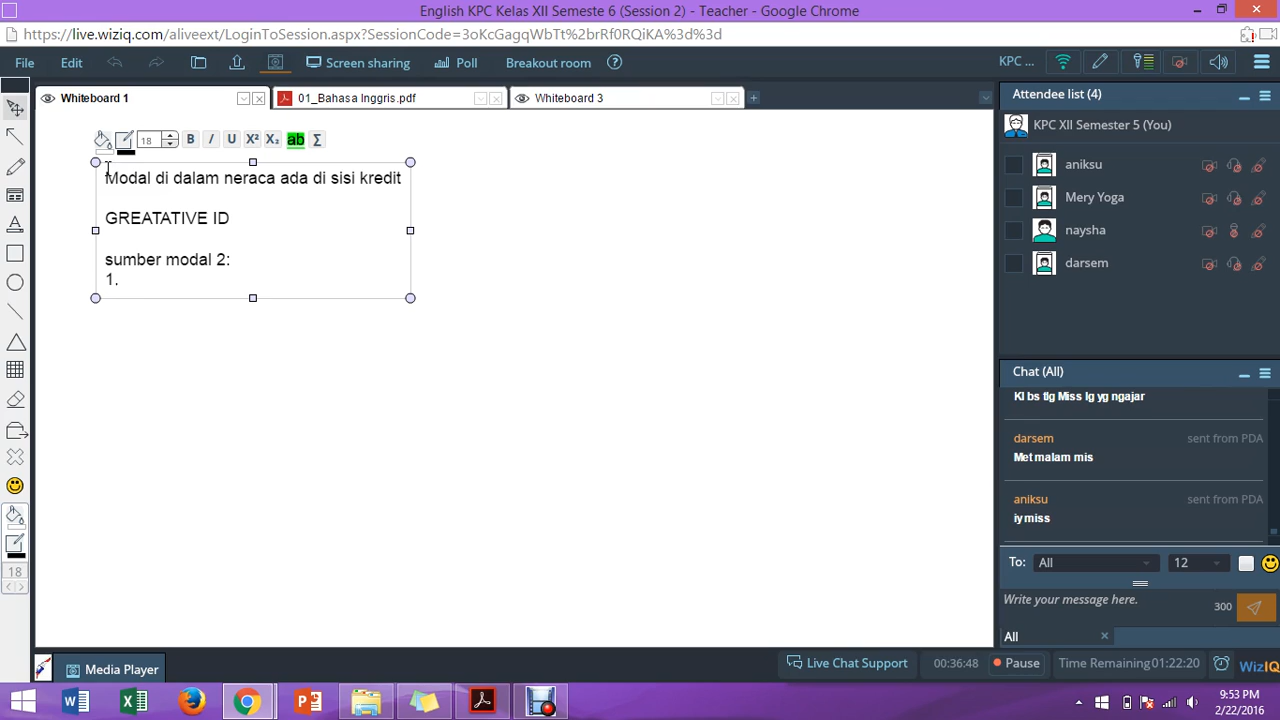 English KPC Kelas XII Semeste 6 (Session 2) - Teacher - Google Chrome
https://live.wiziq.com/aliveext/LoginToSession.aspx?SessionCode=3oKcGagqWbTt%2brRf0RQiKA%3d%3d
File Edit Screen sharing Poll Breakout room ? KPC ...
Whiteboard 1 01_Bahasa Inggris.pdf Whiteboard 3
Attendee list (4)
18 B I U X² X₂ ab Σ
KPC XII Semester 5 (You)
aniksu
Mery Yoga
naysha
darsem
Modal di dalam neraca ada di sisi kredit
GREATATIVE ID
sumber modal 2:
1.
Chat (All)
Kl bs tlg Miss lg yg ngajar
darsem sent from PDA
Met malam mis
aniksu sent from PDA
iy miss
To: All 12
Write your message here. 300
All
18
Media Player Live Chat Support 00:36:48 Pause Time Remaining 01:22:20 WizIQ
9:53 PM
2/22/2016